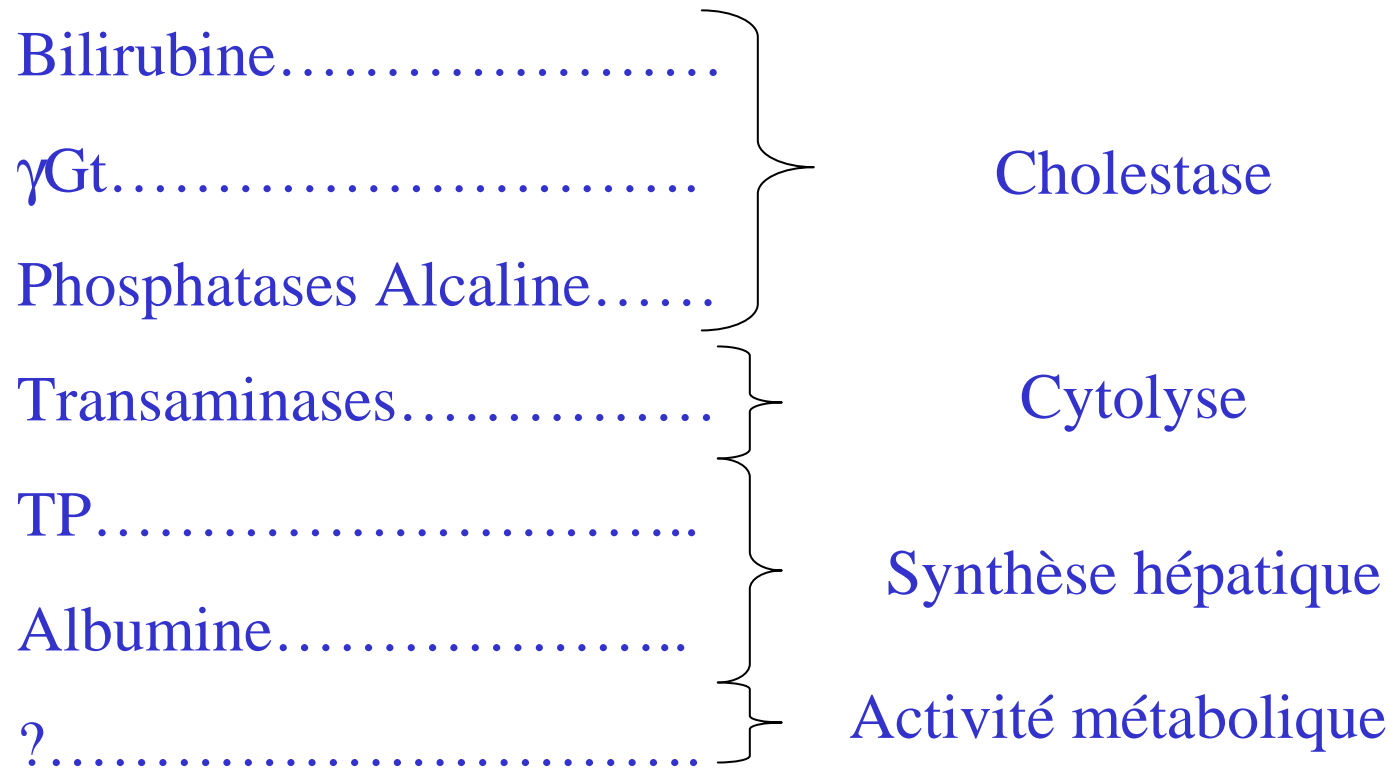 Bilirubine…………………
γGt……………………….
Cholestase
Phosphatases Alcaline……
Transaminases……………
Cytolyse
TP………………………..
Synthèse hépatique
Albumine………………..
Activité métabolique
?………………………….